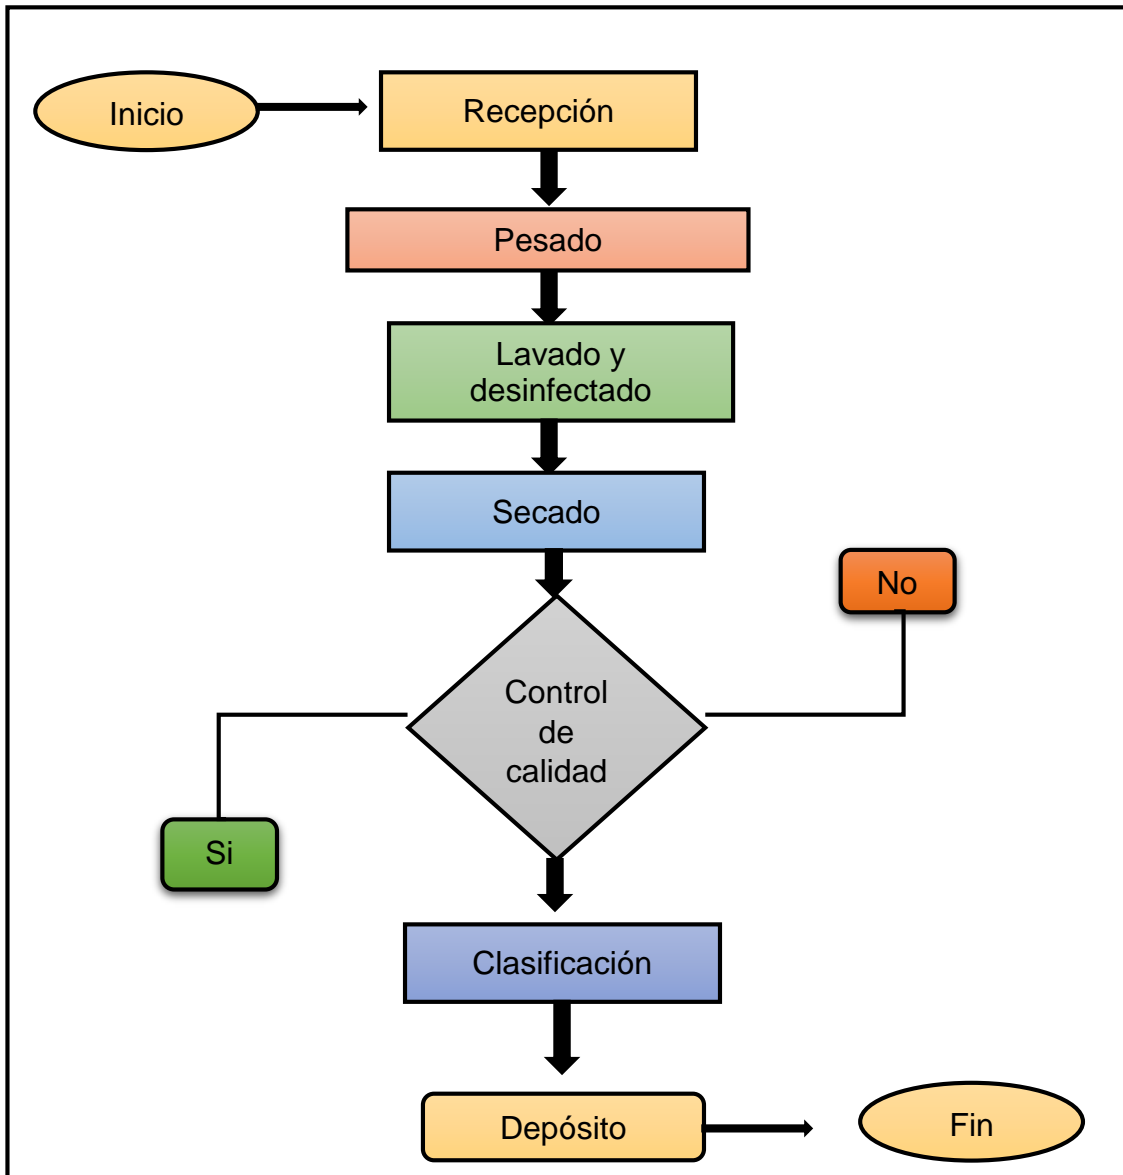 Inicio
Recepción
Pesado
Lavado y
desinfectado
Secado
No
Control
de
calidad
Si
Clasificación
Depósito
Fin